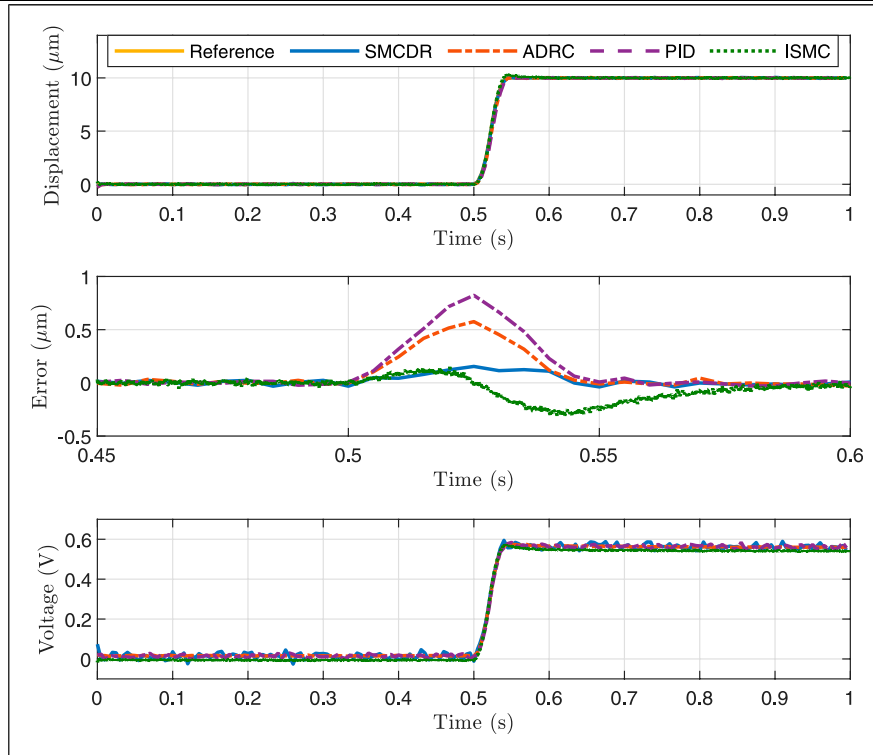 Reference SMCDR ADRC PID ISMC
Displacement (μm)
10
5
0
0 0.1 0.2 0.3 0.4 0.5 0.6 0.7 0.8 0.9 1
Time (s)
Error (μm)
1
0.5
0
-0.5
0.45 0.5 0.55 0.6
Time (s)
Voltage (V)
0.6
0.4
0.2
0
0 0.1 0.2 0.3 0.4 0.5 0.6 0.7 0.8 0.9 1
Time (s)